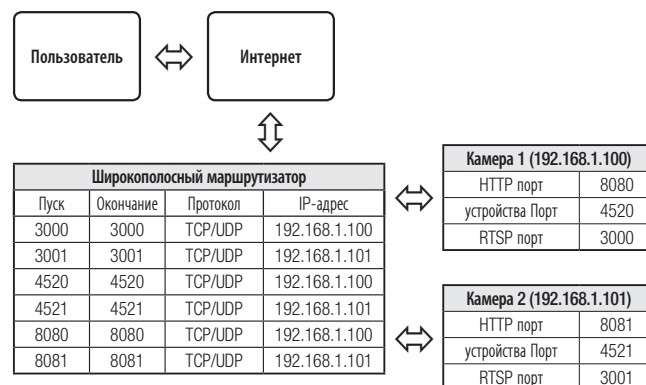 Пользователь
Интернет
Широкополосный маршрутизатор
Пуск Окончание Протокол IP-адрес
3000 3000 TCP/UDP 192.168.1.100
3001 3001 TCP/UDP 192.168.1.101
4520 4520 TCP/UDP 192.168.1.100
4521 4521 TCP/UDP 192.168.1.101
8080 8080 TCP/UDP 192.168.1.100
8081 8081 TCP/UDP 192.168.1.101
Камера 1 (192.168.1.100)
HTTP порт 8080
устройства Порт 4520
RTSP порт 3000
Камера 2 (192.168.1.101)
HTTP порт 8081
устройства Порт 4521
RTSP порт 3001